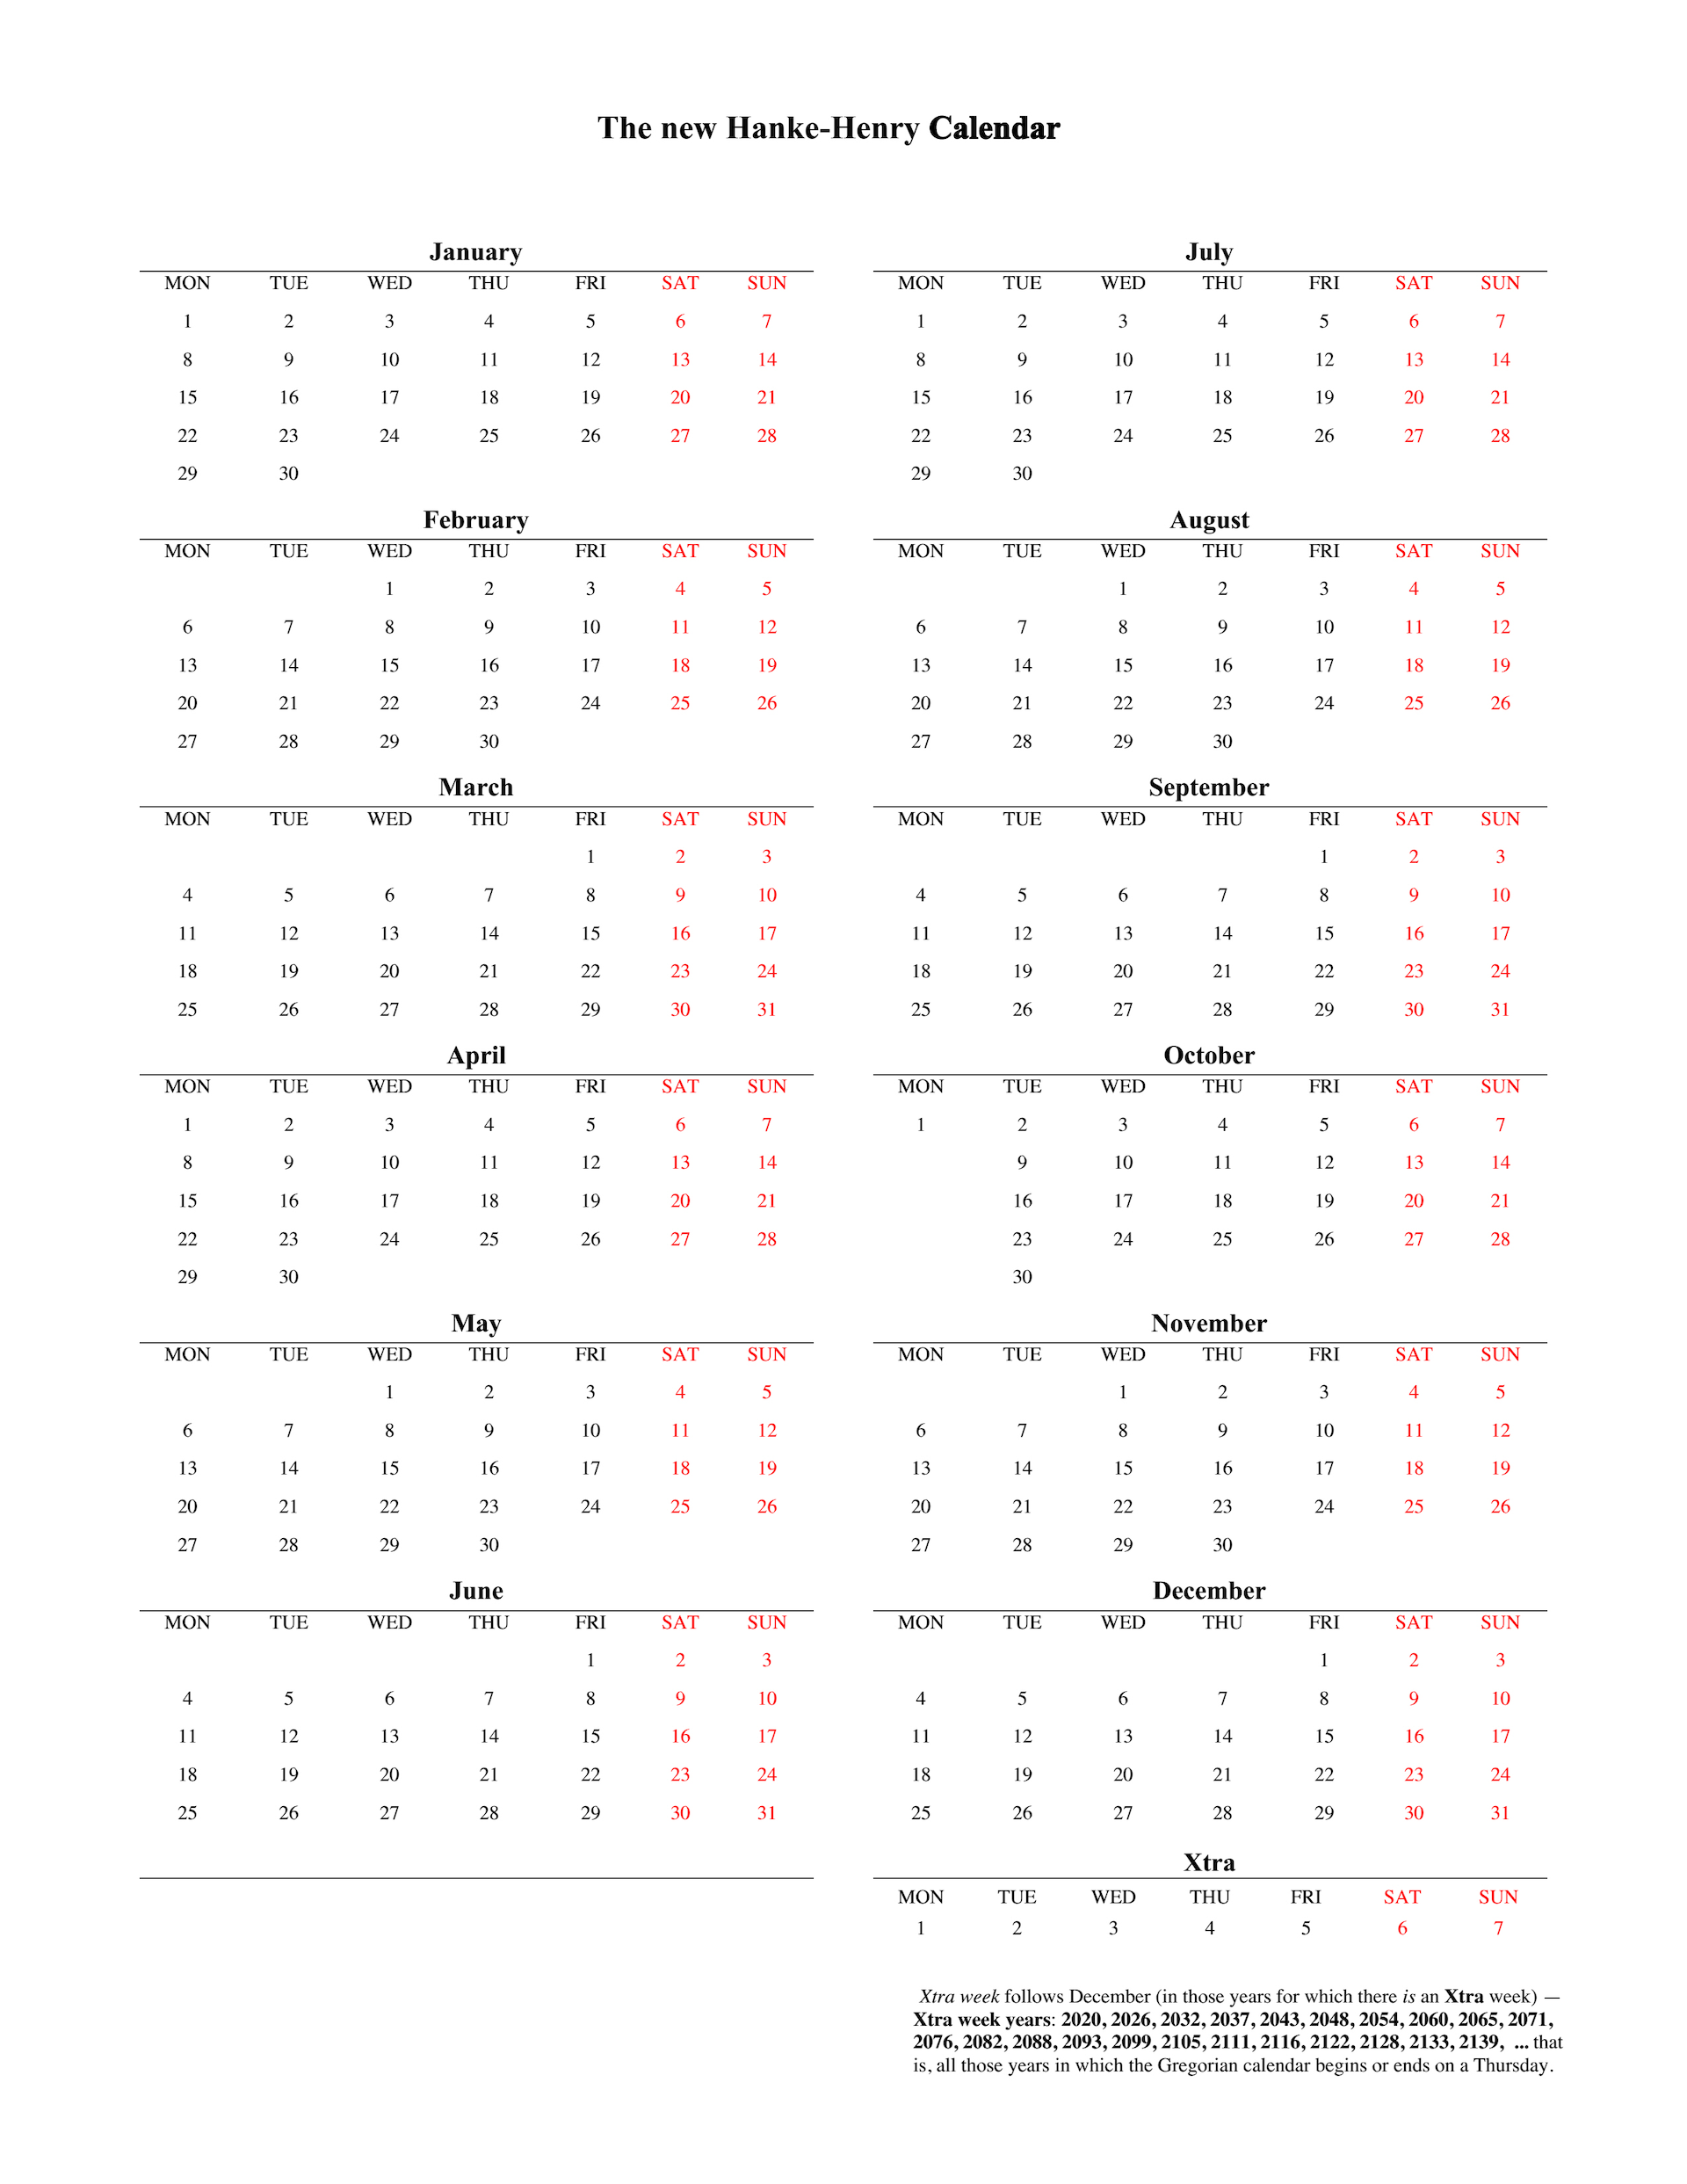 The new Hanke-Henry Calendar
January
MON TUE WED THU FRI SAT SUN
1 2 3 4 5 6 7
8 9 10 11 12 13 14
15 16 17 18 19 20 21
22 23 24 25 26 27 28
29 30
February
MON TUE WED THU FRI SAT SUN
1 2 3 4 5
6 7 8 9 10 11 12
13 14 15 16 17 18 19
20 21 22 23 24 25 26
27 28 29 30
March
MON TUE WED THU FRI SAT SUN
1 2 3
4 5 6 7 8 9 10
11 12 13 14 15 16 17
18 19 20 21 22 23 24
25 26 27 28 29 30 31
April
MON TUE WED THU FRI SAT SUN
1 2 3 4 5 6 7
8 9 10 11 12 13 14
15 16 17 18 19 20 21
22 23 24 25 26 27 28
29 30
May
MON TUE WED THU FRI SAT SUN
1 2 3 4 5
6 7 8 9 10 11 12
13 14 15 16 17 18 19
20 21 22 23 24 25 26
27 28 29 30
June
MON TUE WED THU FRI SAT SUN
1 2 3
4 5 6 7 8 9 10
11 12 13 14 15 16 17
18 19 20 21 22 23 24
25 26 27 28 29 30 31
July
MON TUE WED THU FRI SAT SUN
1 2 3 4 5 6 7
8 9 10 11 12 13 14
15 16 17 18 19 20 21
22 23 24 25 26 27 28
29 30
August
MON TUE WED THU FRI SAT SUN
1 2 3 4 5
6 7 8 9 10 11 12
13 14 15 16 17 18 19
20 21 22 23 24 25 26
27 28 29 30
September
MON TUE WED THU FRI SAT SUN
1 2 3
4 5 6 7 8 9 10
11 12 13 14 15 16 17
18 19 20 21 22 23 24
25 26 27 28 29 30 31
October
MON TUE WED THU FRI SAT SUN
1 2 3 4 5 6 7
9 10 11 12 13 14
16 17 18 19 20 21
23 24 25 26 27 28
30
November
MON TUE WED THU FRI SAT SUN
1 2 3 4 5
6 7 8 9 10 11 12
13 14 15 16 17 18 19
20 21 22 23 24 25 26
27 28 29 30
December
MON TUE WED THU FRI SAT SUN
1 2 3
4 5 6 7 8 9 10
11 12 13 14 15 16 17
18 19 20 21 22 23 24
25 26 27 28 29 30 31
Xtra
MON TUE WED THU FRI SAT SUN
1 2 3 4 5 6 7
Xtra week follows December (in those years for which there is an Xtra week) —
Xtra week years: 2020, 2026, 2032, 2037, 2043, 2048, 2054, 2060, 2065, 2071,
2076, 2082, 2088, 2093, 2099, 2105, 2111, 2116, 2122, 2128, 2133, 2139, ... that
is, all those years in which the Gregorian calendar begins or ends on a Thursday.